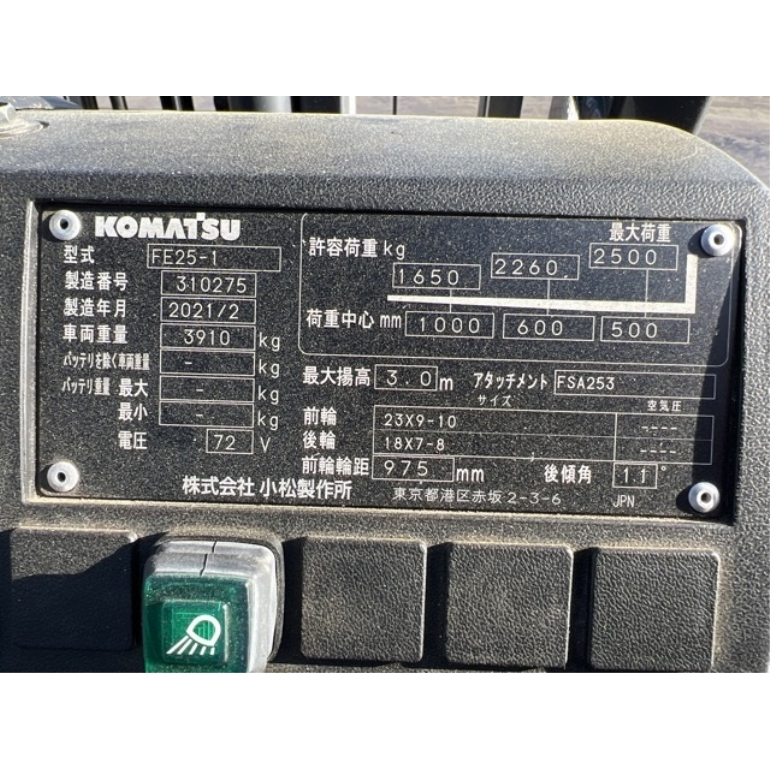 KOMATSU
型式 FE25-1
製造番号 310275
製造年月 2021/2
車両重量 3910 kg
バッテリを除く車両重量 - kg
バッテリ重量 最大 - kg
最小 - kg
電圧 72 V
最大荷重
許容荷重 kg 1650 2260 2500
荷重中心 mm 1000 600 500
最大揚高 3.0 m アタッチメント FSA253
サイズ 空気圧
前輪 23X9-10 ----
後輪 18X7-8 ----
前輪輪距 975 mm 後傾角 11°
株式会社 小松製作所 東京都港区赤坂2-3-6 JPN